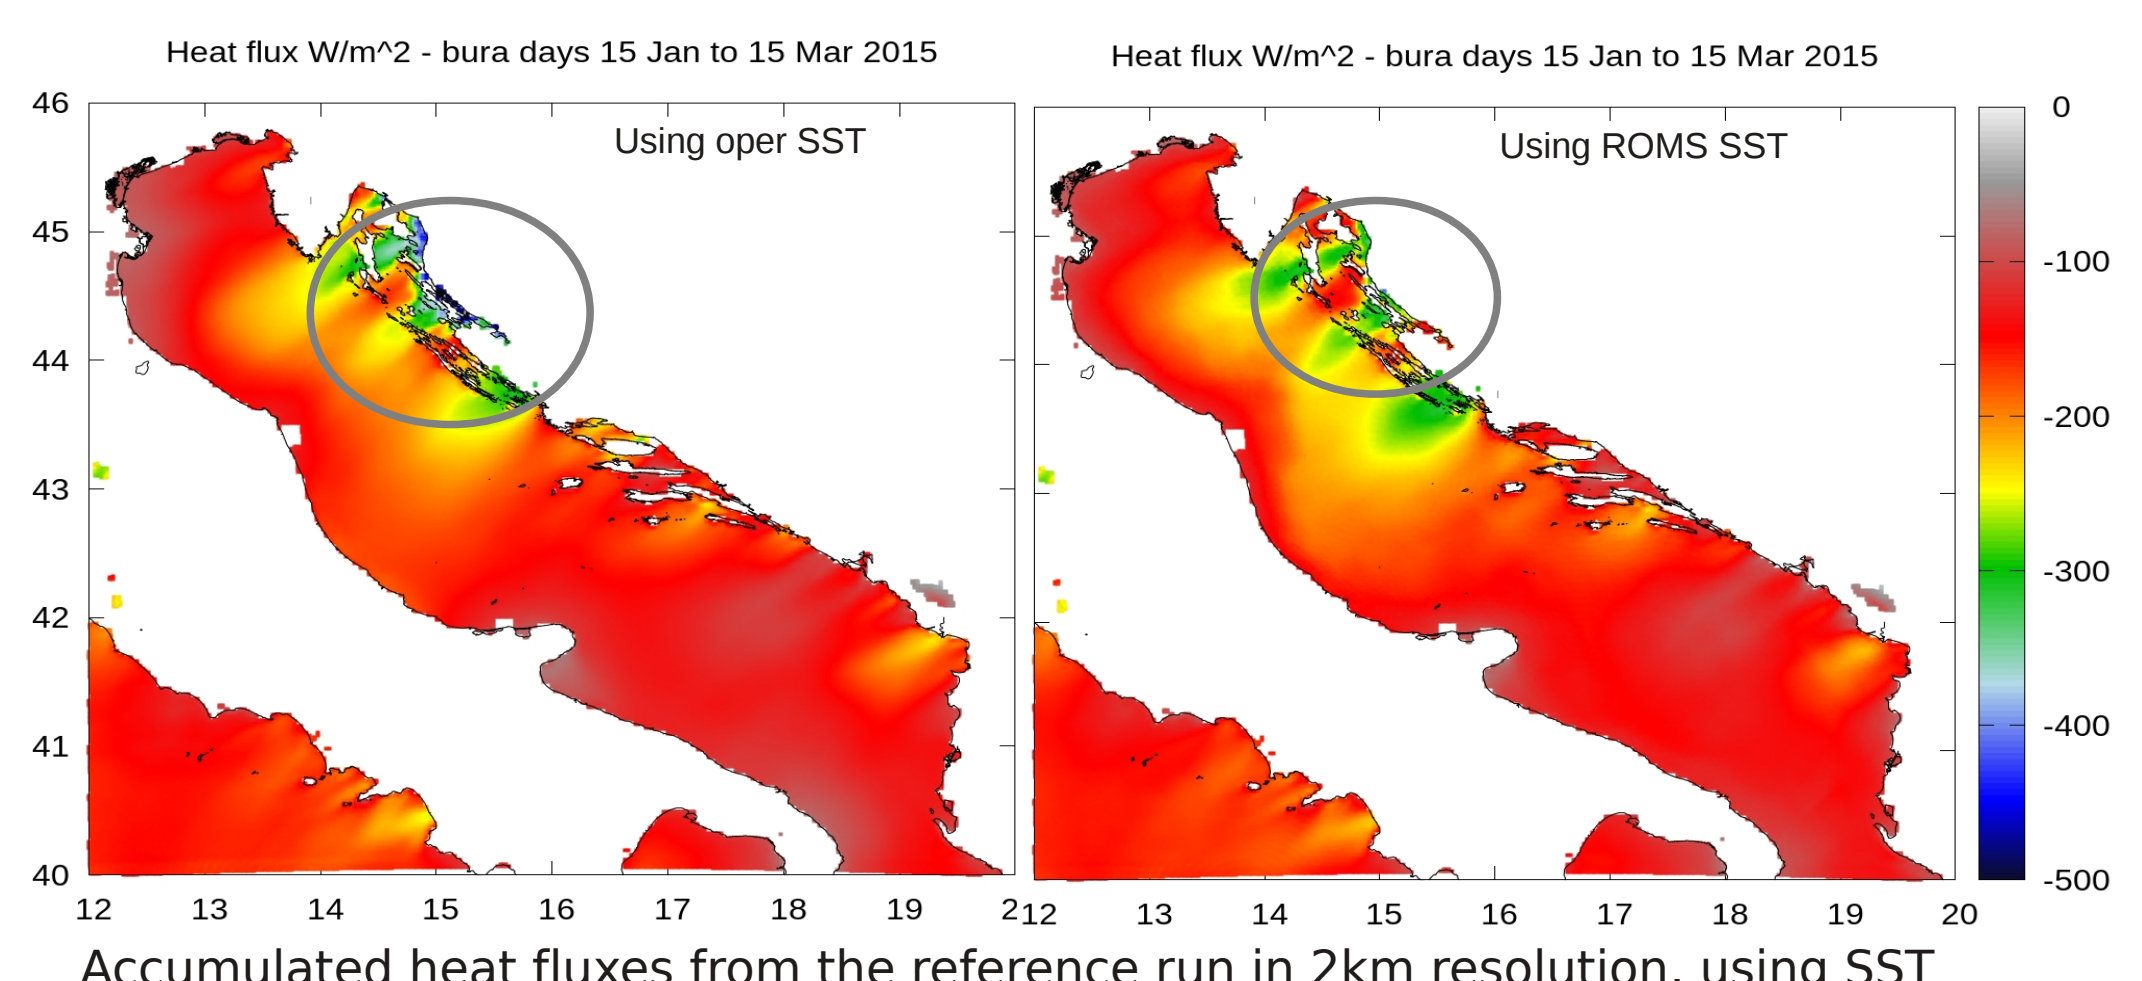 Heat flux W/m^2 - bura days 15 Jan to 15 Mar 2015
Using oper SST
46
45
44
43
42
41
40
12 13 14 15 16 17 18 19 2
Heat flux W/m^2 - bura days 15 Jan to 15 Mar 2015
Using ROMS SST
12 13 14 15 16 17 18 19 20
0
-100
-200
-300
-400
-500
Accumulated heat fluxes from the reference run in 2km resolution, using SST